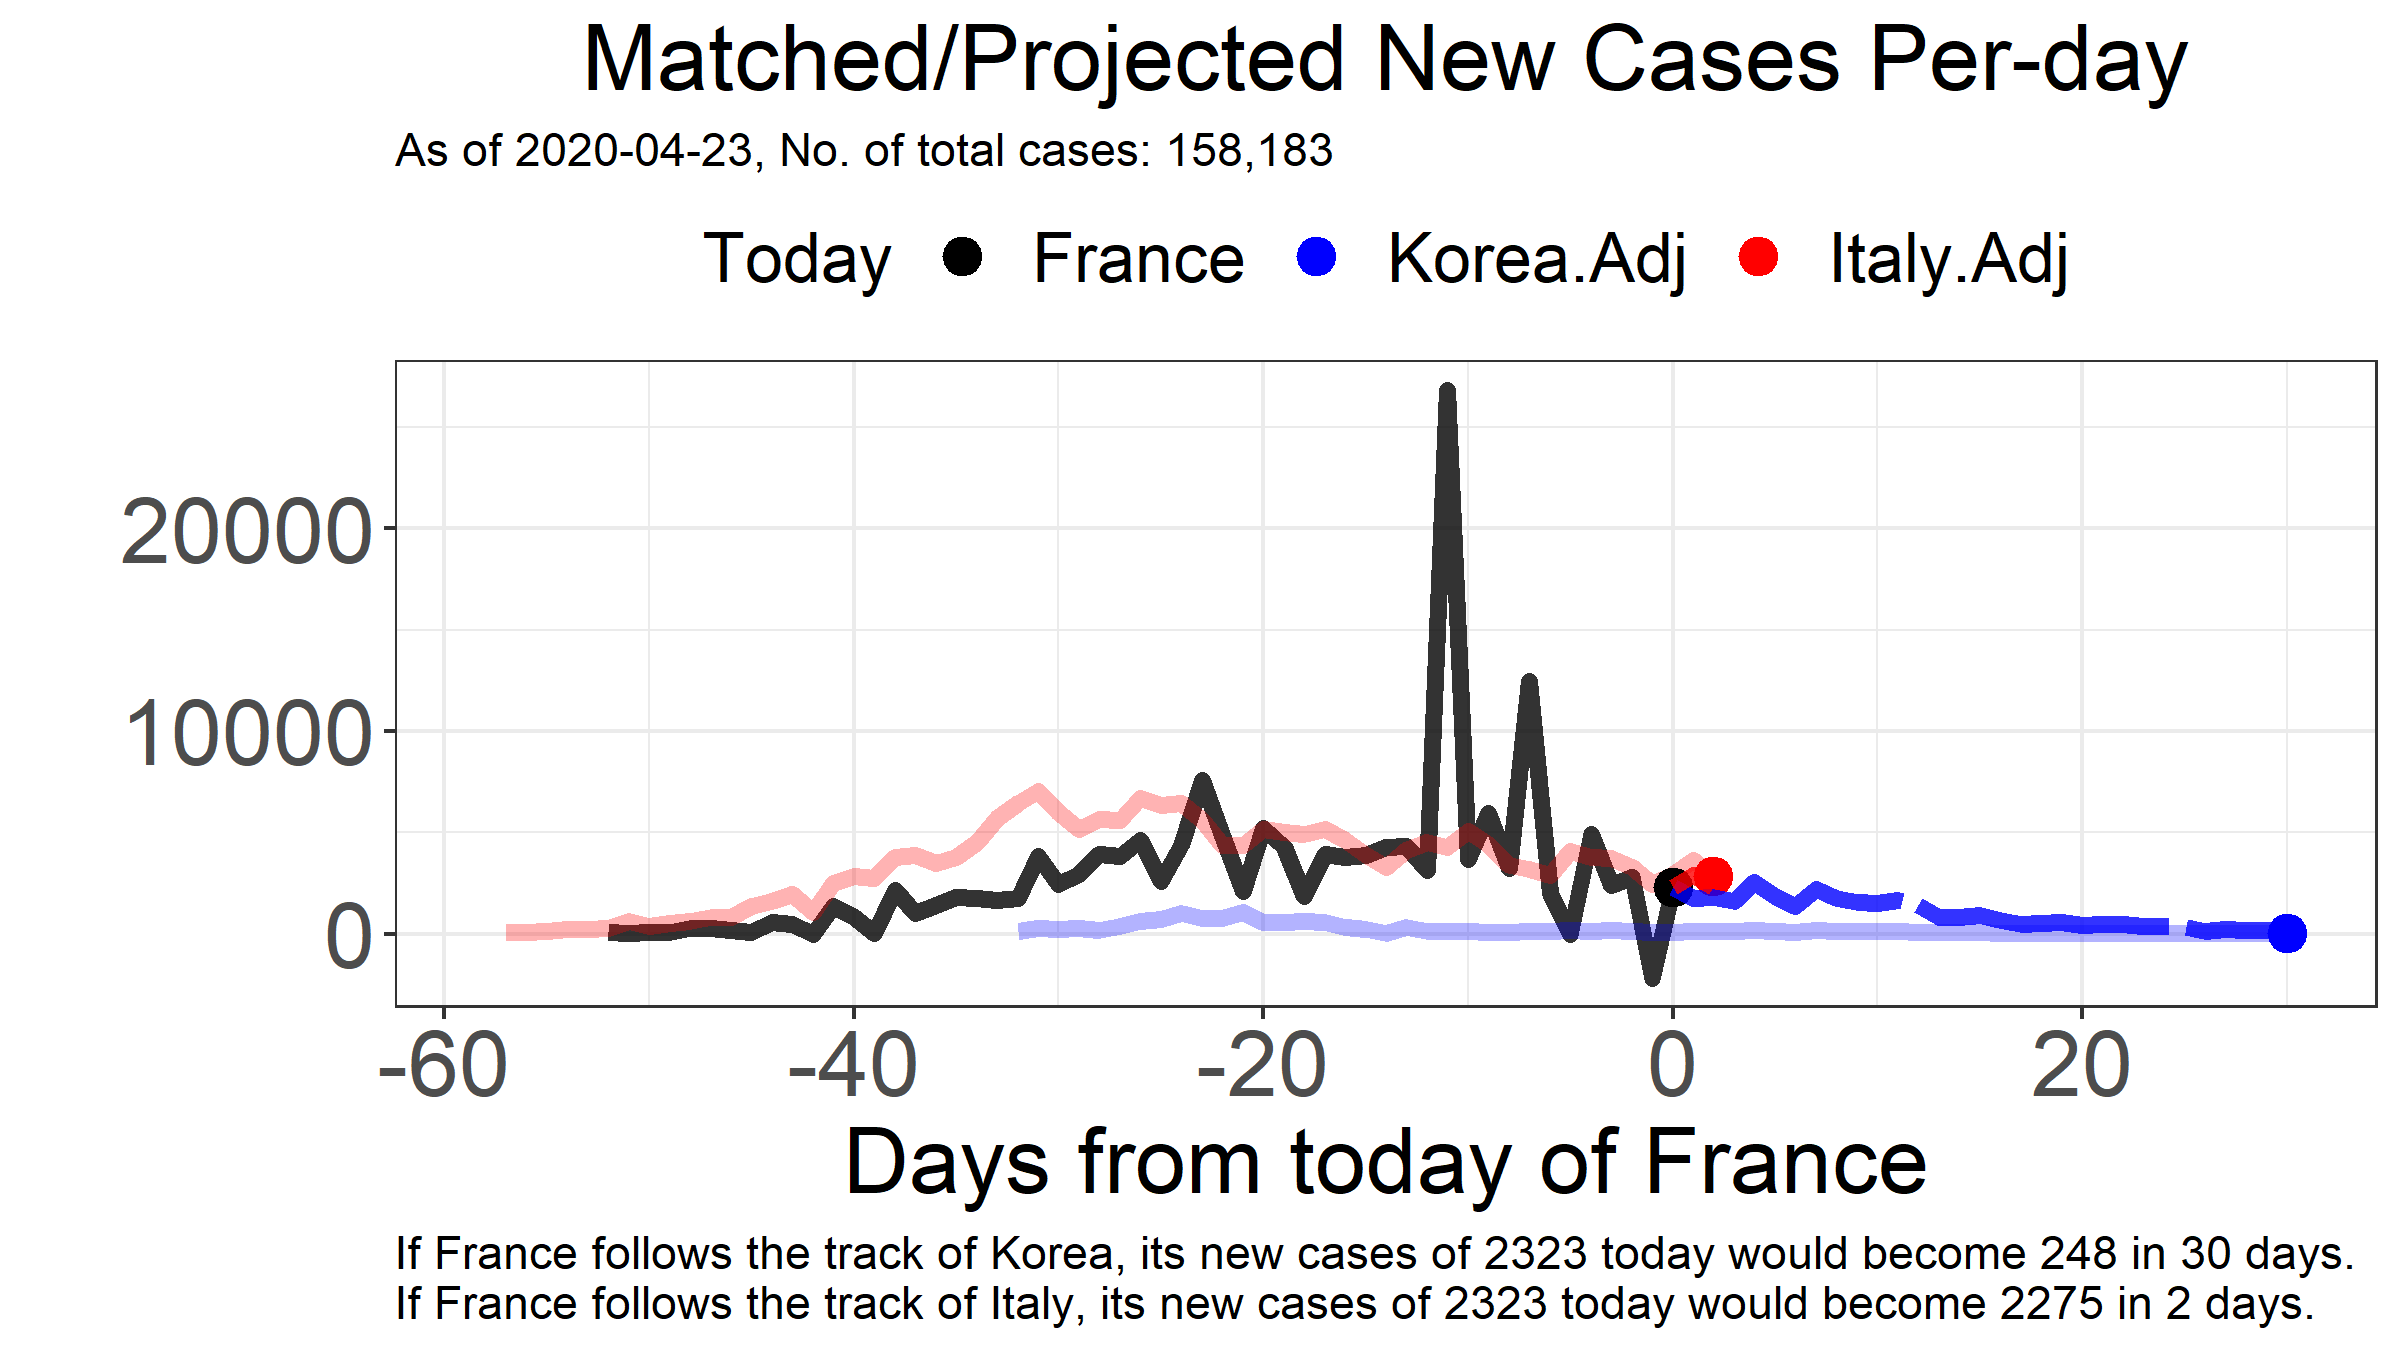 Matched/Projected New Cases Per-day
As of 2020-04-23, No. of total cases: 158,183
Today France Korea.Adj Italy.Adj
20000
10000
0
-60 -40 -20 0 20
Days from today of France
If France follows the track of Korea, its new cases of 2323 today would become 248 in 30 days.
If France follows the track of Italy, its new cases of 2323 today would become 2275 in 2 days.